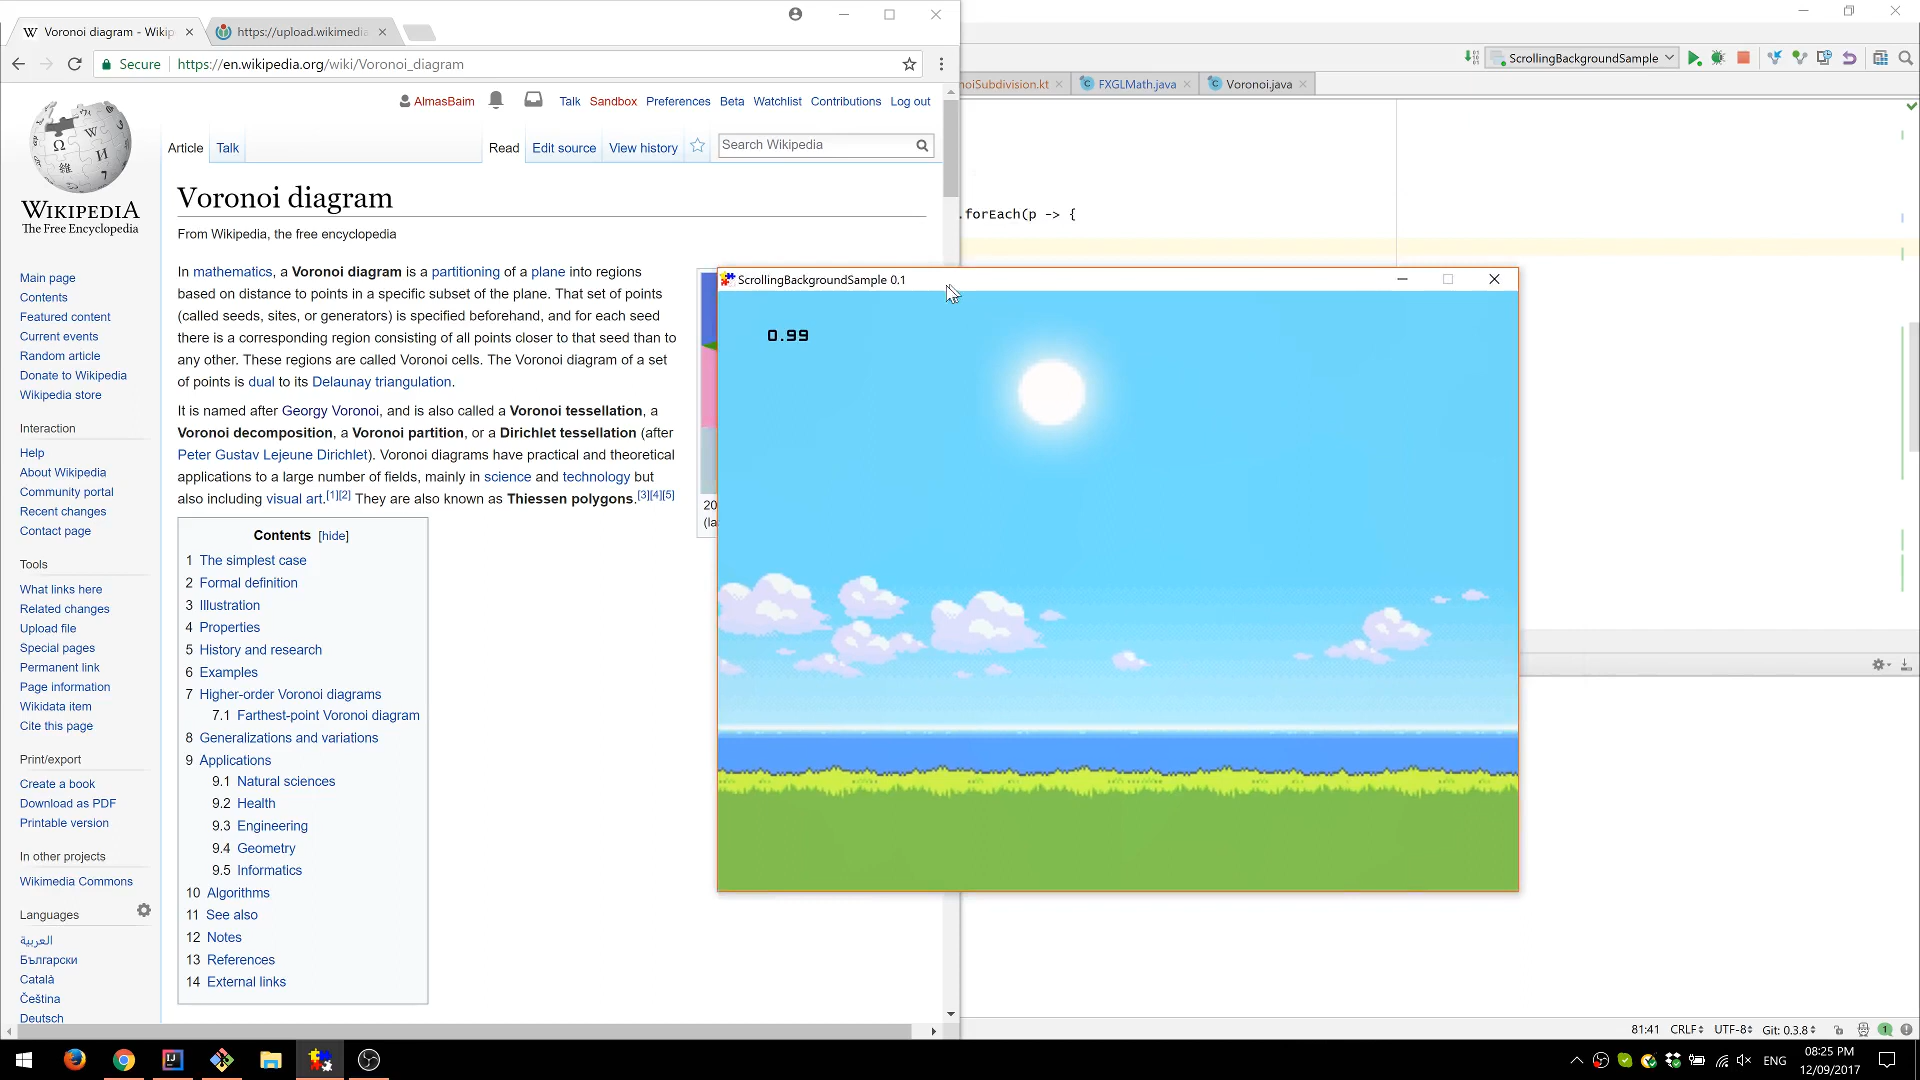 Voronoi diagram - Wikip
https://upload.wikimedia
Secure
https://en.wikipedia.org/wiki/Voronoi_diagram
ScrollingBackgroundSample
noiSubdivision.kt
FXGLMath.java
Voronoi.java
AlmasBaim
Talk
Sandbox
Preferences
Beta
Watchlist
Contributions
Log out
Article
Talk
Read
Edit source
View history
Search Wikipedia
WIKIPEDIA
The Free Encyclopedia
Voronoi diagram
From Wikipedia, the free encyclopedia
In mathematics, a Voronoi diagram is a partitioning of a plane into regions
based on distance to points in a specific subset of the plane. That set of points
(called seeds, sites, or generators) is specified beforehand, and for each seed
there is a corresponding region consisting of all points closer to that seed than to
any other. These regions are called Voronoi cells. The Voronoi diagram of a set
of points is dual to its Delaunay triangulation.
It is named after Georgy Voronoi, and is also called a Voronoi tessellation, a
Voronoi decomposition, a Voronoi partition, or a Dirichlet tessellation (after
Peter Gustav Lejeune Dirichlet). Voronoi diagrams have practical and theoretical
applications to a large number of fields, mainly in science and technology but
also including visual art.[1][2] They are also known as Thiessen polygons.[3][4][5]
20
(la
Contents [hide]
1 The simplest case
2 Formal definition
3 Illustration
4 Properties
5 History and research
6 Examples
7 Higher-order Voronoi diagrams
7.1 Farthest-point Voronoi diagram
8 Generalizations and variations
9 Applications
9.1 Natural sciences
9.2 Health
9.3 Engineering
9.4 Geometry
9.5 Informatics
10 Algorithms
11 See also
12 Notes
13 References
14 External links
Main page
Contents
Featured content
Current events
Random article
Donate to Wikipedia
Wikipedia store
Interaction
Help
About Wikipedia
Community portal
Recent changes
Contact page
Tools
What links here
Related changes
Upload file
Special pages
Permanent link
Page information
Wikidata item
Cite this page
Print/export
Create a book
Download as PDF
Printable version
In other projects
Wikimedia Commons
Languages
العربية
Български
Català
Čeština
Deutsch
.forEach(p -> {
ScrollingBackgroundSample 0.1
0.99
81:41 CRLF UTF-8 Git: 0.3.8 1
ENG
08:25 PM
12/09/2017